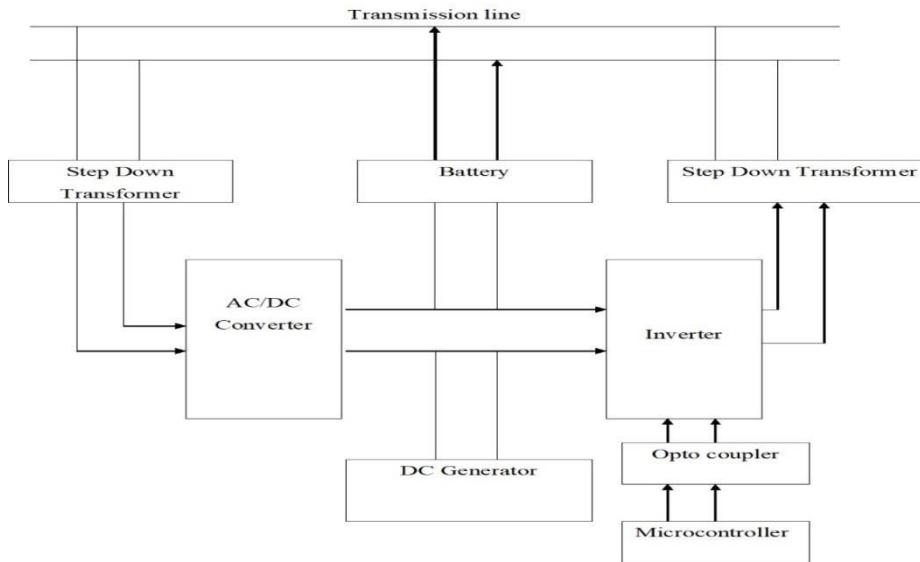 Transmission line
Step Down
Transformer
Battery
Step Down Transformer
AC/DC
Converter
Inverter
DC Generator
Opto coupler
Microcontroller